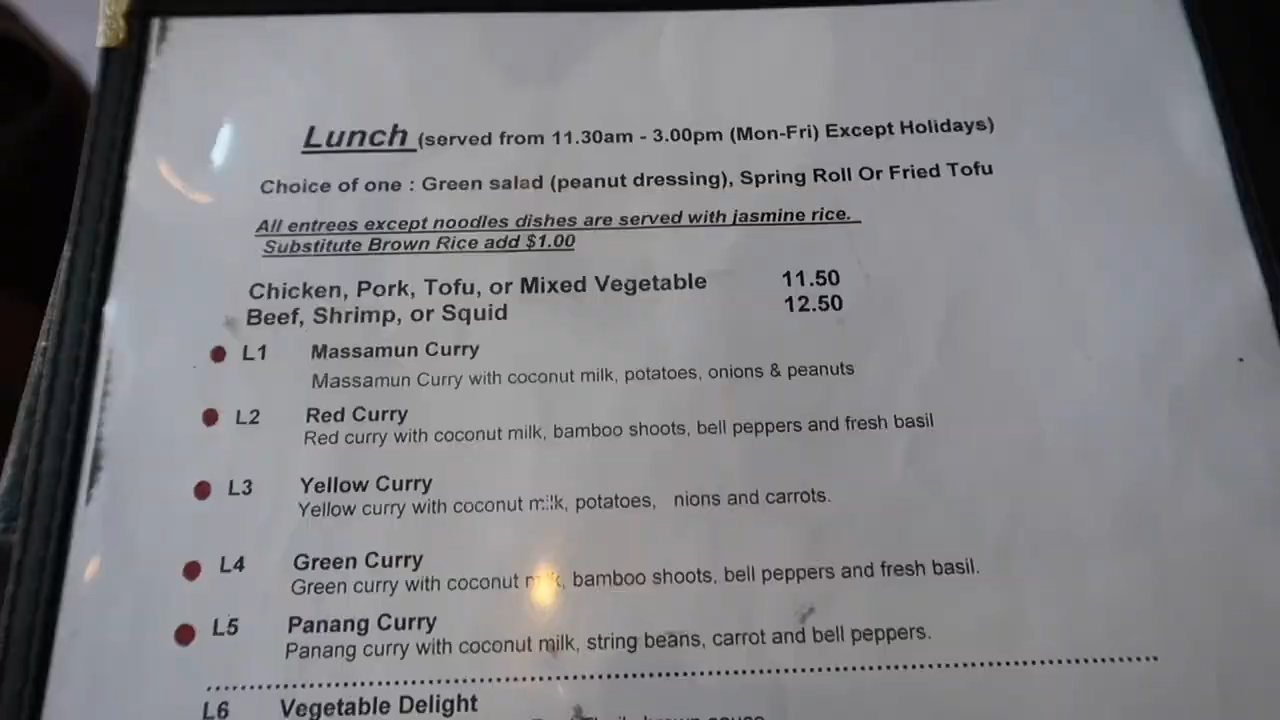 Lunch (served from 11.30am - 3.00pm (Mon-Fri) Except Holidays)
Choice of one : Green salad (peanut dressing), Spring Roll Or Fried Tofu
All entrees except noodles dishes are served with jasmine rice.
Substitute Brown Rice add $1.00
Chicken, Pork, Tofu, or Mixed Vegetable 11.50
Beef, Shrimp, or Squid 12.50
L1 Massamun Curry
Massamun Curry with coconut milk, potatoes, onions & peanuts
L2 Red Curry
Red curry with coconut milk, bamboo shoots, bell peppers and fresh basil
L3 Yellow Curry
Yellow curry with coconut milk, potatoes, nions and carrots.
L4 Green Curry
Green curry with coconut milk, bamboo shoots, bell peppers and fresh basil.
L5 Panang Curry
Panang curry with coconut milk, string beans, carrot and bell peppers.
L6 Vegetable Delight